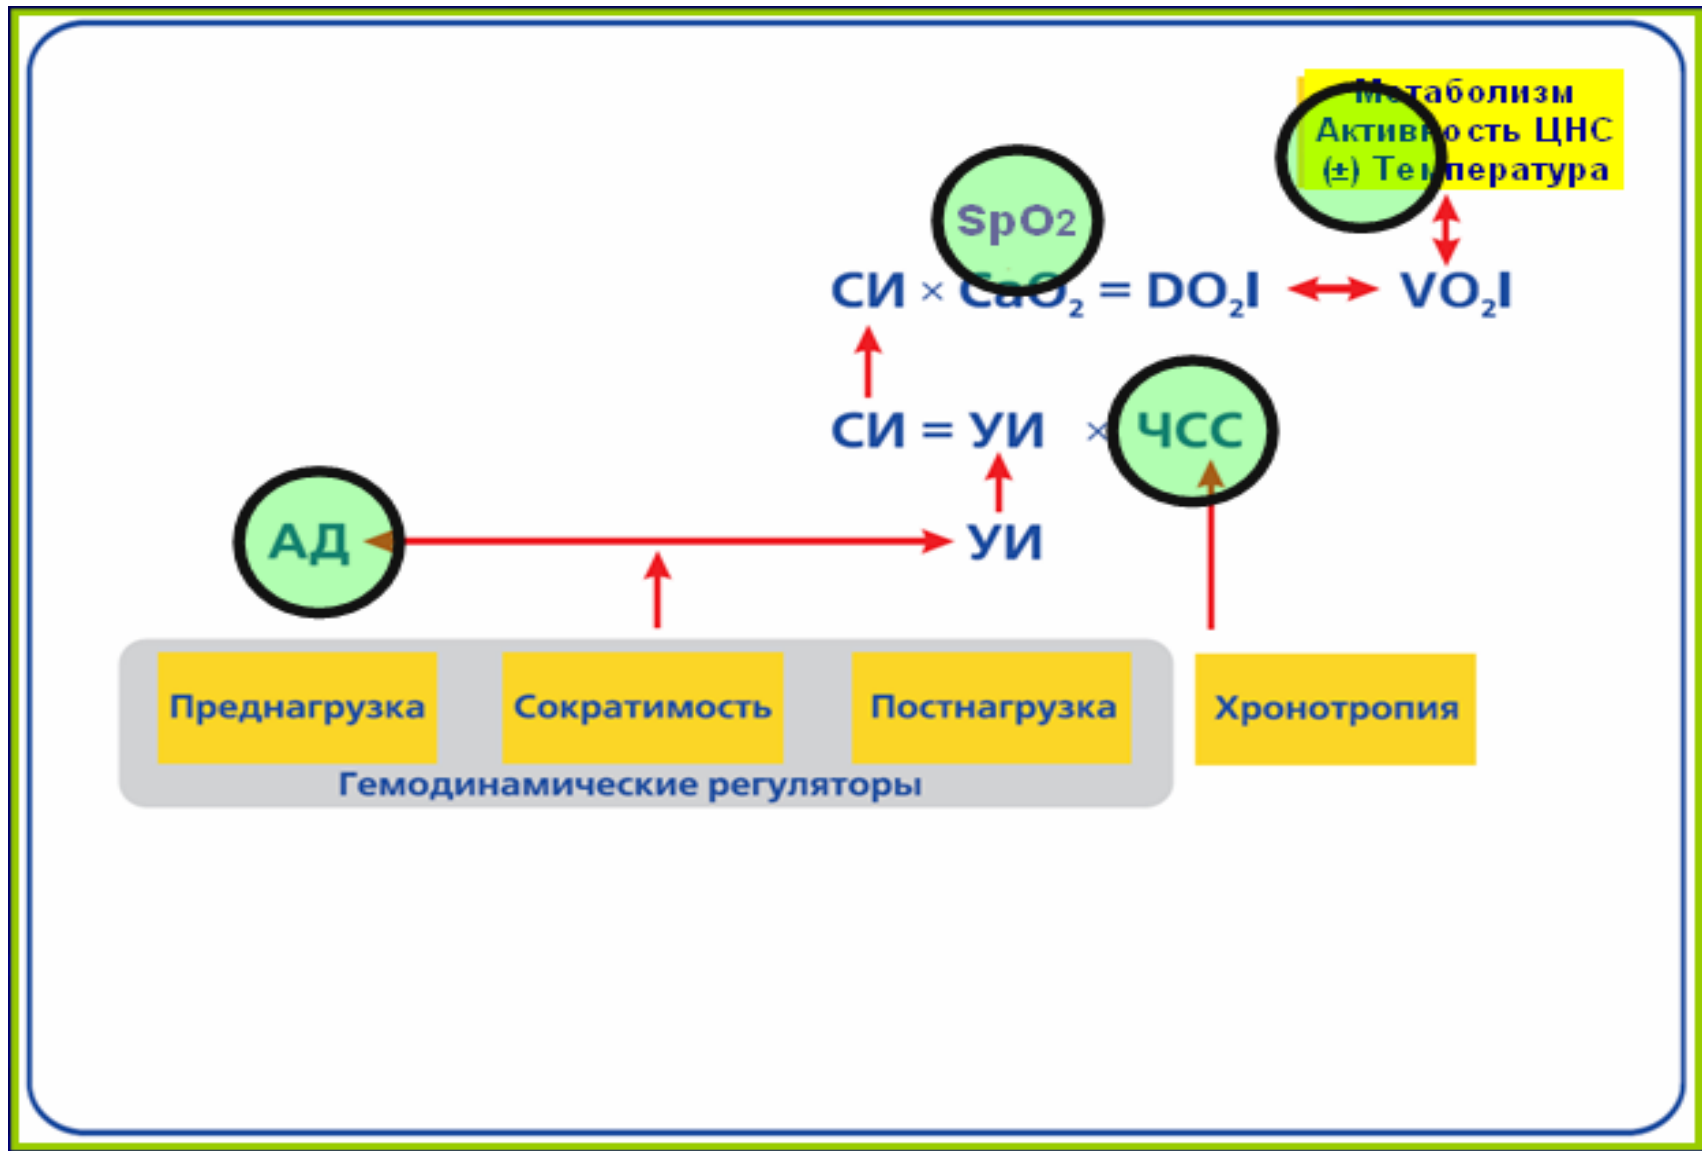 Метаболизм
Активность ЦНС
(±) Температура
SpO2
СИ × CaO₂ = DO₂I
VO₂I
СИ = УИ × ЧСС
АД
УИ
Преднагрузка
Сократимость
Постнагрузка
Хронотропия
Гемодинамические регуляторы